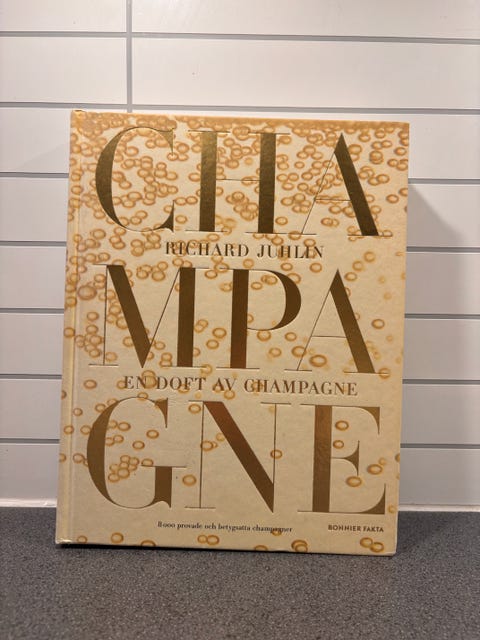 CHA
RICHARD JUHLIN
MPA
EN DOFT AV CHAMPAGNE
GNE
8000 provade och betygsatta champagner
BONNIER FAKTA